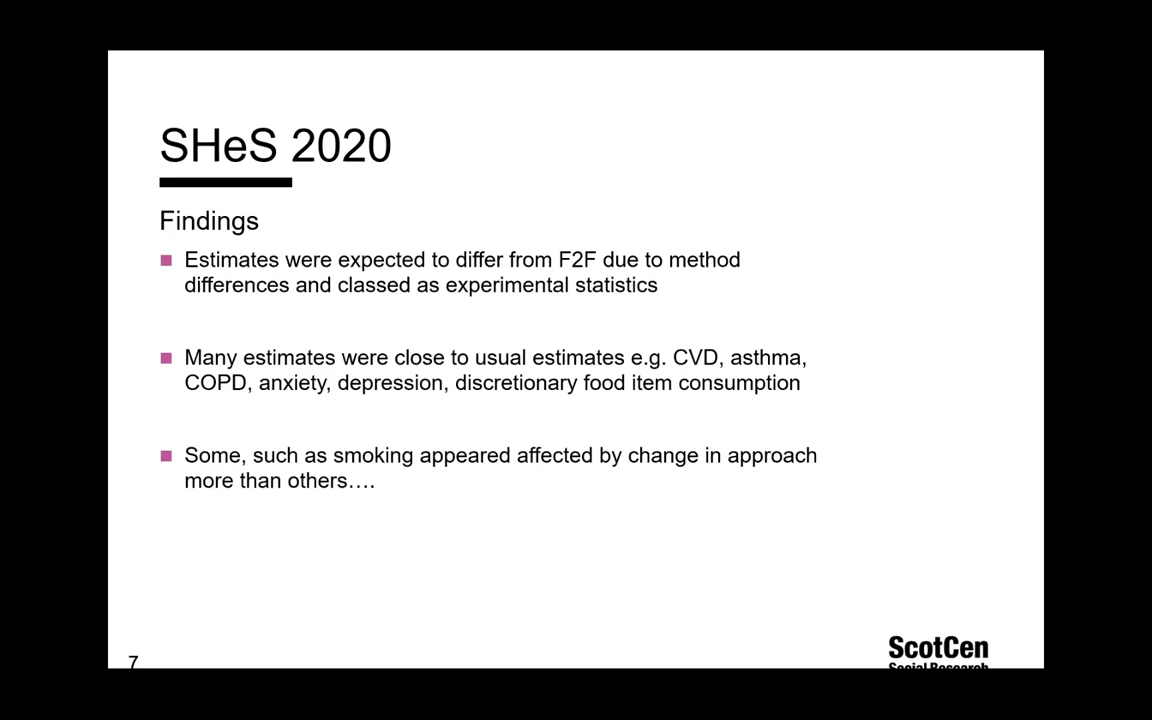 SHeS 2020
Findings
Estimates were expected to differ from F2F due to method
differences and classed as experimental statistics
Many estimates were close to usual estimates e.g. CVD, asthma,
COPD, anxiety, depression, discretionary food item consumption
Some, such as smoking appeared affected by change in approach
more than others….
7
ScotCen
Social Research